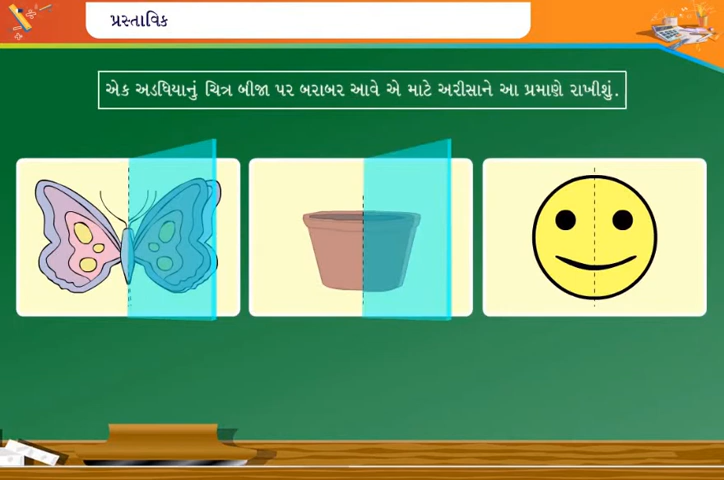 પ્રસ્તાવિક
એક અડધિયાનું ચિત્ર બીજા પર બરાબર આવે એ માટે અરીસાને આ પ્રમાણે રાખીશું.